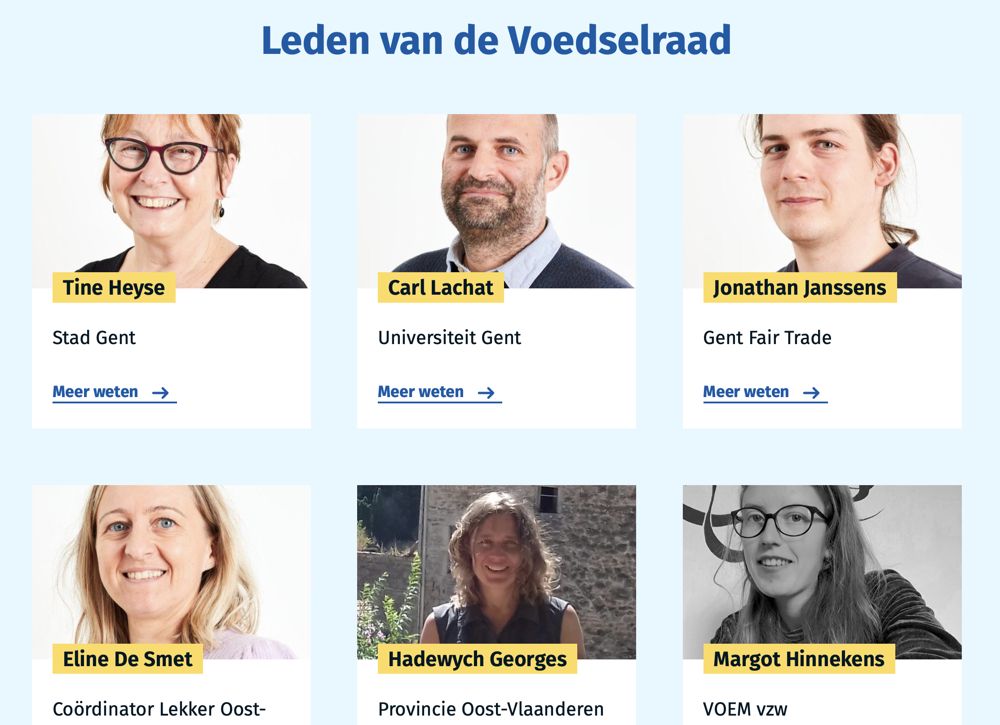 Leden van de Voedselraad
Tine Heyse
Stad Gent
Meer weten →
Carl Lachat
Universiteit Gent
Meer weten →
Jonathan Janssens
Gent Fair Trade
Meer weten →
Eline De Smet
Coördinator Lekker Oost-
Hadewych Georges
Provincie Oost-Vlaanderen
Margot Hinnekens
VOEM vzw